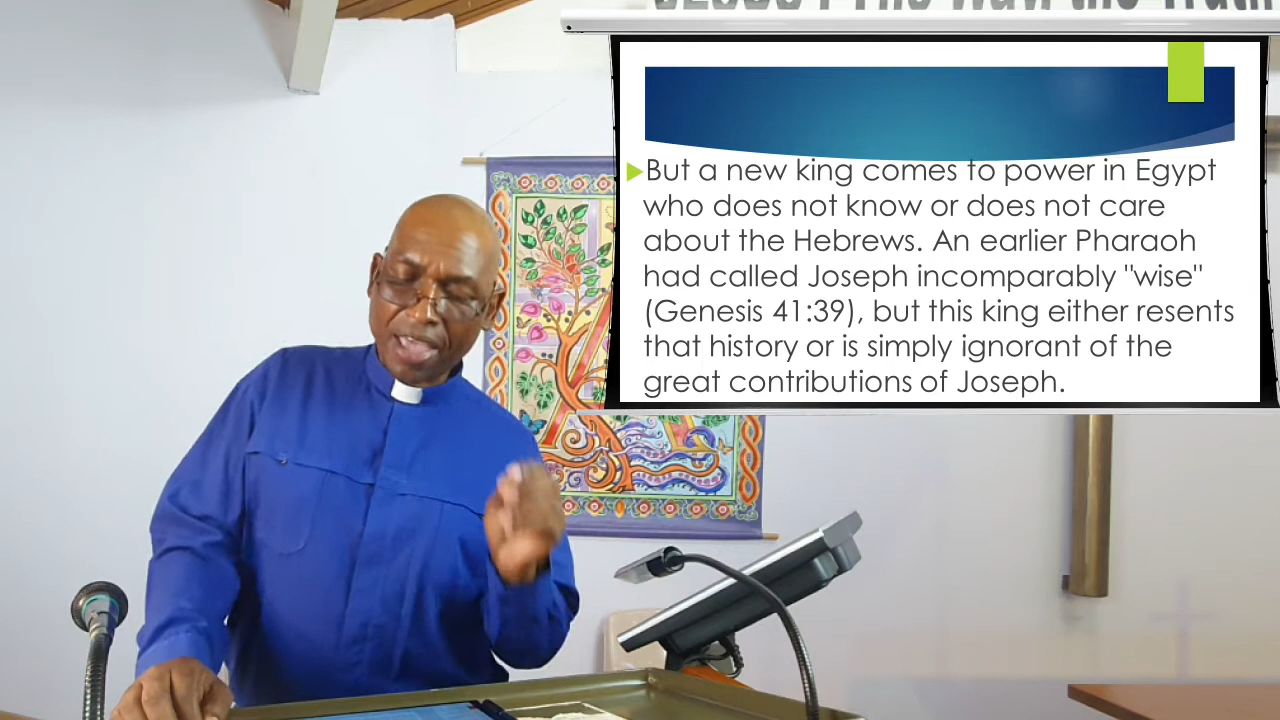 the Truth
But a new king comes to power in Egypt
who does not know or does not care
about the Hebrews. An earlier Pharaoh
had called Joseph incomparably "wise"
(Genesis 41:39), but this king either resents
that history or is simply ignorant of the
great contributions of Joseph.